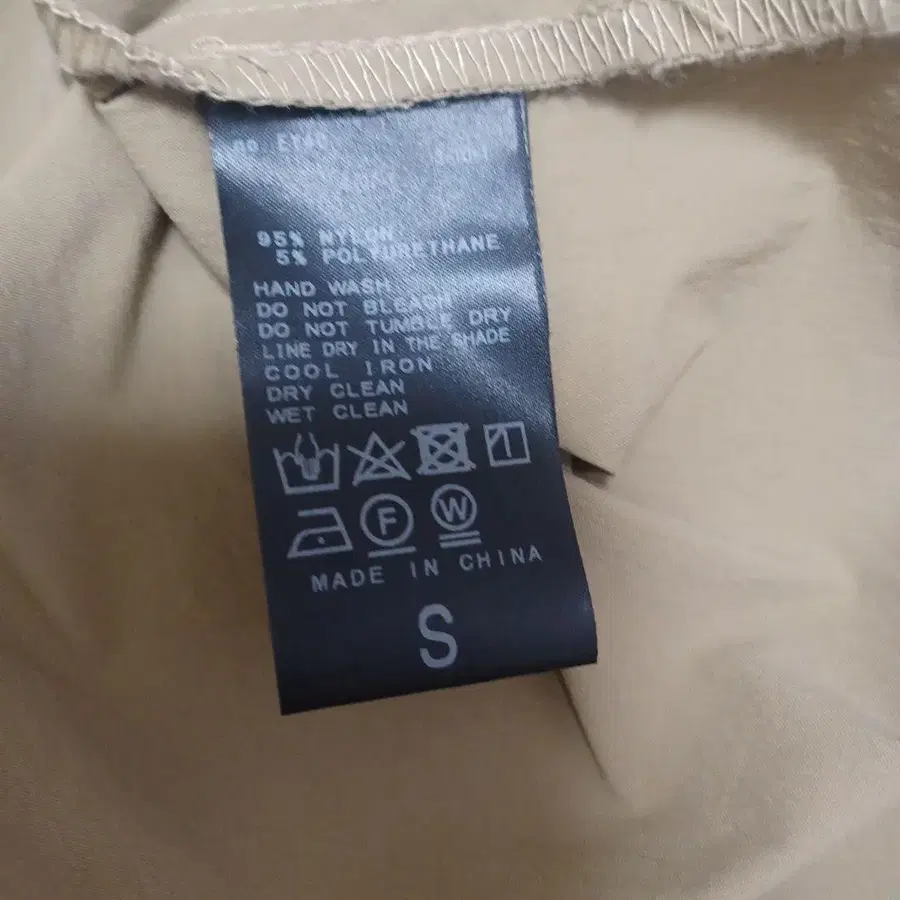 95% NYLON
5% POLYURETHANE
HAND WASH
DO NOT BLEACH
DO NOT TUMBLE DRY
LINE DRY IN THE SHADE
COOL IRON
DRY CLEAN
WET CLEAN
F W
MADE IN CHINA
S